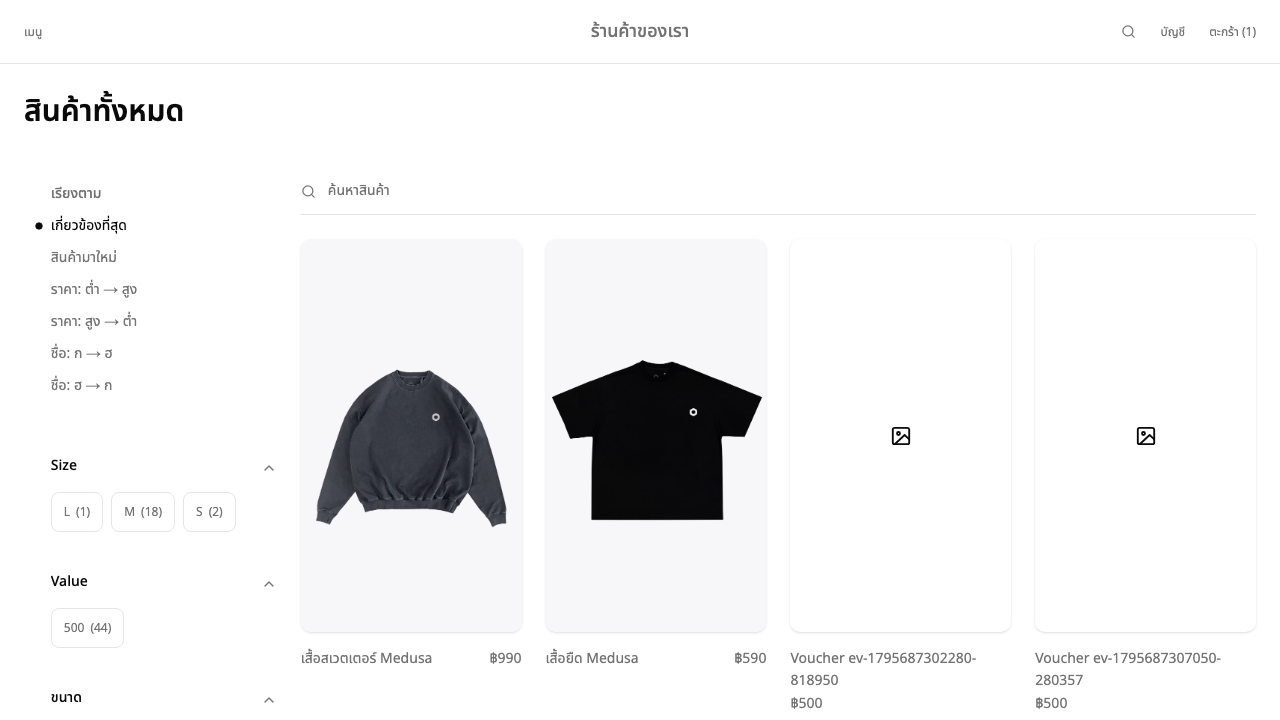 เมนู
ร้านค้าของเรา
บัญชี
ตะกร้า (1)
สินค้าทั้งหมด
เรียงตาม
เกี่ยวข้องที่สุด
สินค้ามาใหม่
ราคา: ต่ำ → สูง
ราคา: สูง → ต่ำ
ชื่อ: ก → ฮ
ชื่อ: ฮ → ก
Size
L (1)
M (18)
S (2)
Value
500 (44)
ขนาด
ค้นหาสินค้า
เสื้อสเวตเตอร์ Medusa
฿990
เสื้อยืด Medusa
฿590
Voucher ev-1795687302280-
818950
฿500
Voucher ev-1795687307050-
280357
฿500